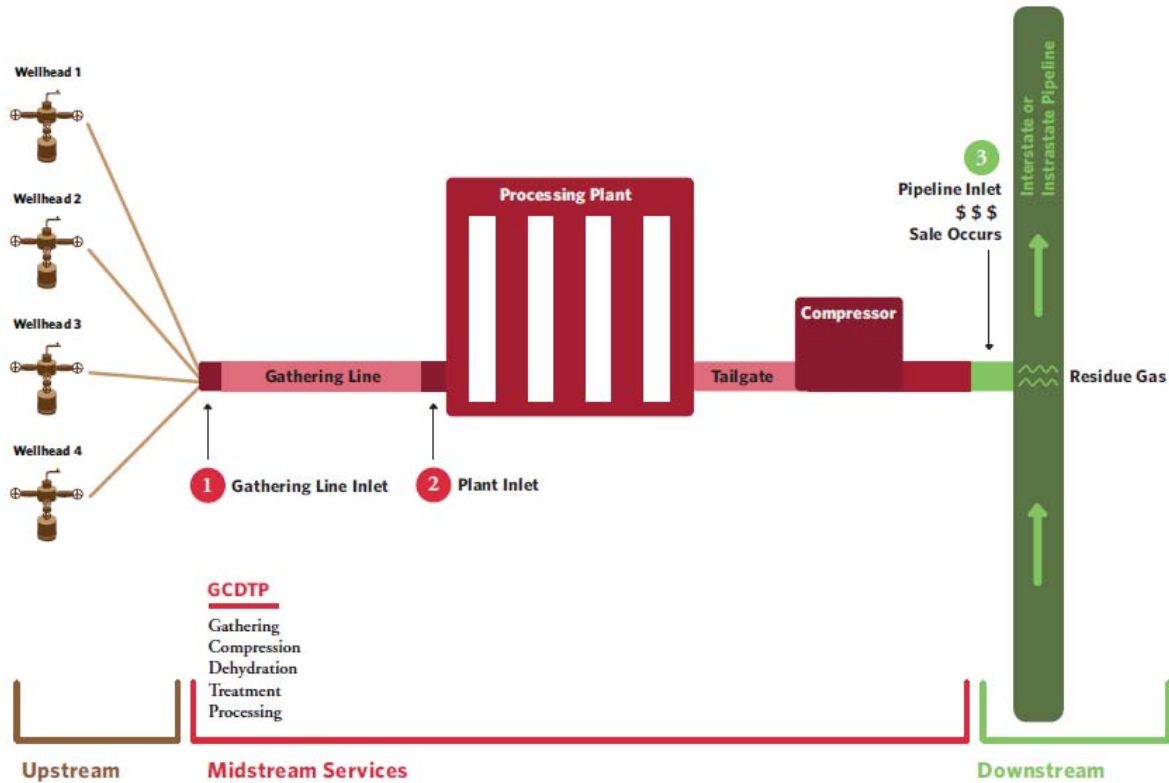 Wellhead 1
Wellhead 2
Wellhead 3
Wellhead 4
Gathering Line
1 Gathering Line Inlet
2 Plant Inlet
Processing Plant
Tailgate
Compressor
3
Pipeline Inlet
$ $ $
Sale Occurs
Interstate or
Instrastate Pipeline
Residue Gas
GCDTP
Gathering
Compression
Dehydration
Treatment
Processing
Upstream
Midstream Services
Downstream